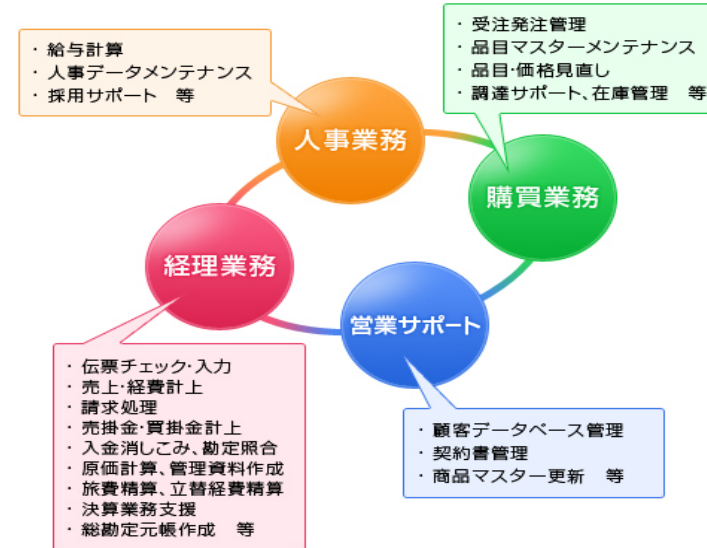 ・ 給与計算
・ 人事データメンテナンス
・ 採用サポート　等
人事業務
・ 受注発注管理
・ 品目マスターメンテナンス
・ 品目・価格見直し
・ 調達サポート、在庫管理　等
購買業務
経理業務
・ 伝票チェック・入力
・ 売上・経費計上
・ 請求処理
・ 売掛金・買掛金計上
・ 入金消しこみ、勘定照合
・ 原価計算、管理資料作成
・ 旅費精算、立替経費精算
・ 決算業務支援
・ 総勘定元帳作成　等
営業サポート
・ 顧客データベース管理
・ 契約書管理
・ 商品マスター更新　等